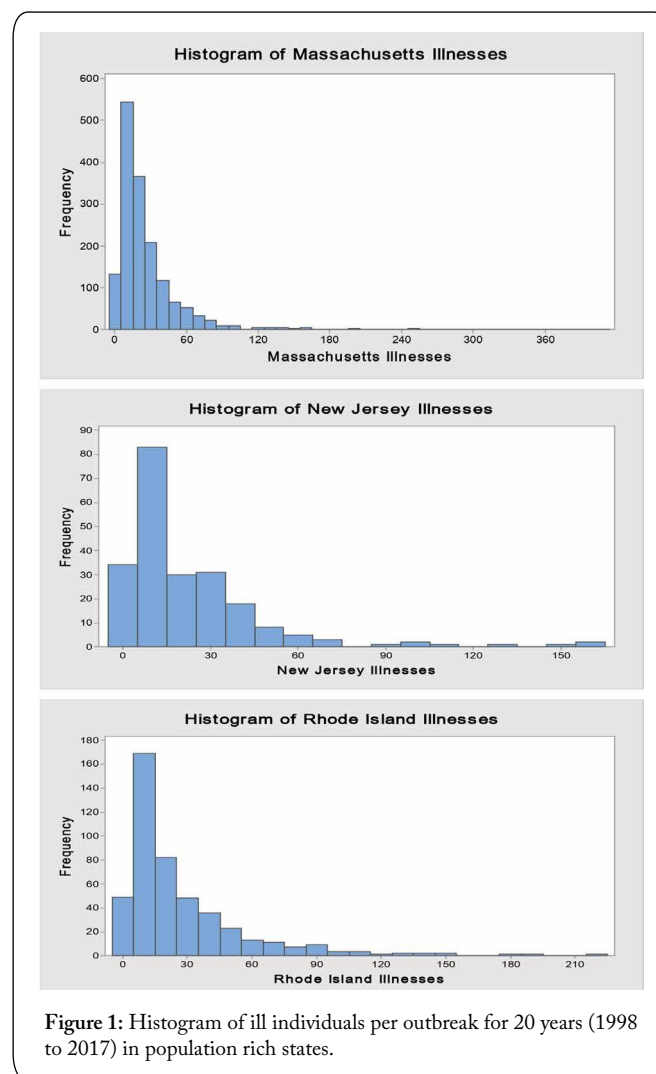 Histogram of Massachusetts Illnesses
600
500
400
300
200
100
0
Frequency
0 60 120 180 240 300 360
Massachusetts Illnesses
Histogram of New Jersey Illnesses
90
80
70
60
50
40
30
20
10
0
Frequency
0 30 60 90 120 150
New Jersey Illnesses
Histogram of Rhode Island Illnesses
180
160
140
120
100
80
60
40
20
0
Frequency
0 30 60 90 120 150 180 210
Rhode Island Illnesses
Figure 1: Histogram of ill individuals per outbreak for 20 years (1998
to 2017) in population rich states.